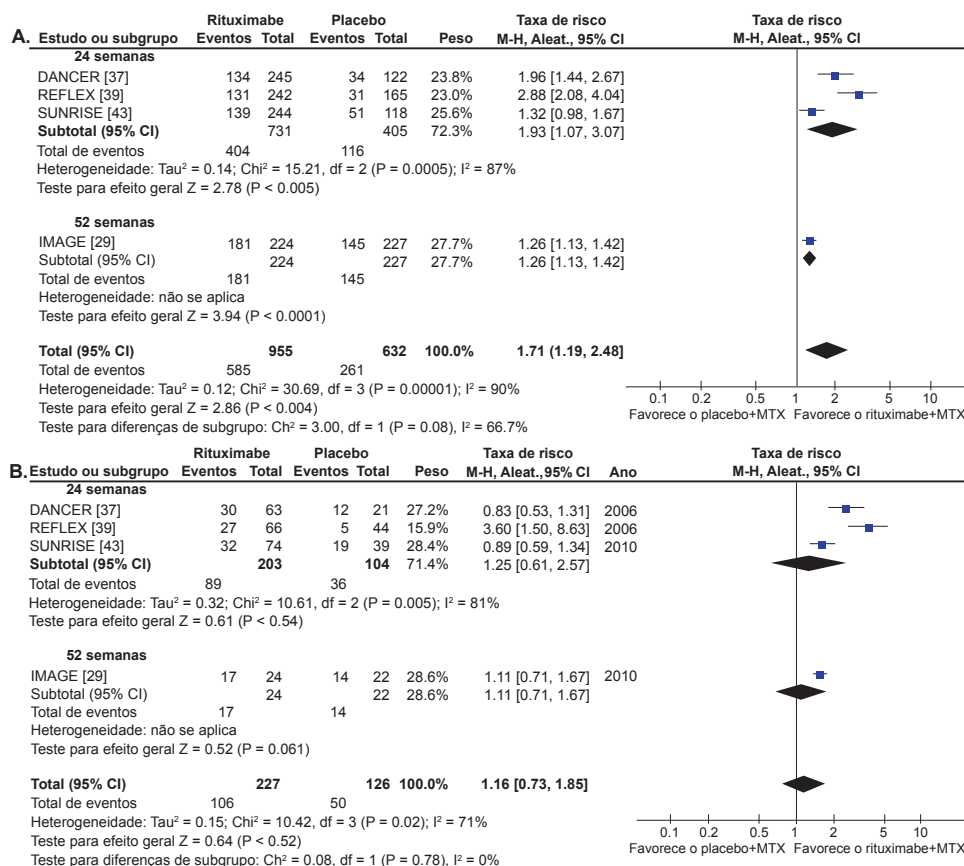 Rituximabe Placebo Taxa de risco Taxa de risco
A. Estudo ou subgrupo Eventos Total Eventos Total Peso M-H, Aleat., 95% CI M-H, Aleat., 95% CI
24 semanas
DANCER [37] 134 245 34 122 23.8% 1.96 [1.44, 2.67]
REFLEX [39] 131 242 31 165 23.0% 2.88 [2.08, 4.04]
SUNRISE [43] 139 244 51 118 25.6% 1.32 [0.98, 1.67]
Subtotal (95% CI) 731 405 72.3% 1.93 [1.07, 3.07]
Total de eventos 404 116
Heterogeneidade: Tau² = 0.14; Chi² = 15.21, df = 2 (P = 0.0005); I² = 87%
Teste para efeito geral Z = 2.78 (P < 0.005)
52 semanas
IMAGE [29] 181 224 145 227 27.7% 1.26 [1.13, 1.42]
Subtotal (95% CI) 224 227 27.7% 1.26 [1.13, 1.42]
Total de eventos 181 145
Heterogeneidade: não se aplica
Teste para efeito geral Z = 3.94 (P < 0.0001)
Total (95% CI) 955 632 100.0% 1.71 (1.19, 2.48]
Total de eventos 585 261
Heterogeneidade: Tau² = 0.12; Chi² = 30.69, df = 3 (P = 0.00001); I² = 90%
0.1 0.2 0.5 1 2 5 10
Teste para efeito geral Z = 2.86 (P < 0.004)
Favorece o placebo+MTX Favorece o rituximabe+MTX
Teste para diferenças de subgrupo: Ch² = 3.00, df = 1 (P = 0.08), I² = 66.7%
Rituximabe Placebo Taxa de risco Taxa de risco
B. Estudo ou subgrupo Eventos Total Eventos Total Peso M-H, Aleat.,95% CI Ano M-H, Aleat., 95% CI
24 semanas
DANCER [37] 30 63 12 21 27.2% 0.83 (0.53, 1.31] 2006
REFLEX [39] 27 66 5 44 15.9% 3.60 [1.50, 8.63] 2006
SUNRISE [43] 32 74 19 39 28.4% 0.89 [0.59, 1.34] 2010
Subtotal (95% CI) 203 104 71.4% 1.25 [0.61, 2.57]
Total de eventos 89 36
Heterogeneidade: Tau² = 0.32; Chi² = 10.61, df = 2 (P = 0.005); I² = 81%
Teste para efeito geral Z = 0.61 (P < 0.54)
52 semanas
IMAGE [29] 17 24 14 22 28.6% 1.11 [0.71, 1.67] 2010
Subtotal (95% CI) 24 22 28.6% 1.11 [0.71, 1.67]
Total de eventos 17 14
Heterogeneidade: não se aplica
Teste para efeito geral Z = 0.52 (P = 0.061)
Total (95% CI) 227 126 100.0% 1.16 [0.73, 1.85]
Total de eventos 106 50
Heterogeneidade: Tau² = 0.15; Chi² = 10.42, df = 3 (P = 0.02); I² = 71%
0.1 0.2 0.5 1 2 5 10
Teste para efeito geral Z = 0.64 (P < 0.52)
Favorece o placebo+MTX Favorece o rituximabe+MTX
Teste para diferenças de subgrupo: Ch² = 0.08, df = 1 (P = 0.78), I² = 0%